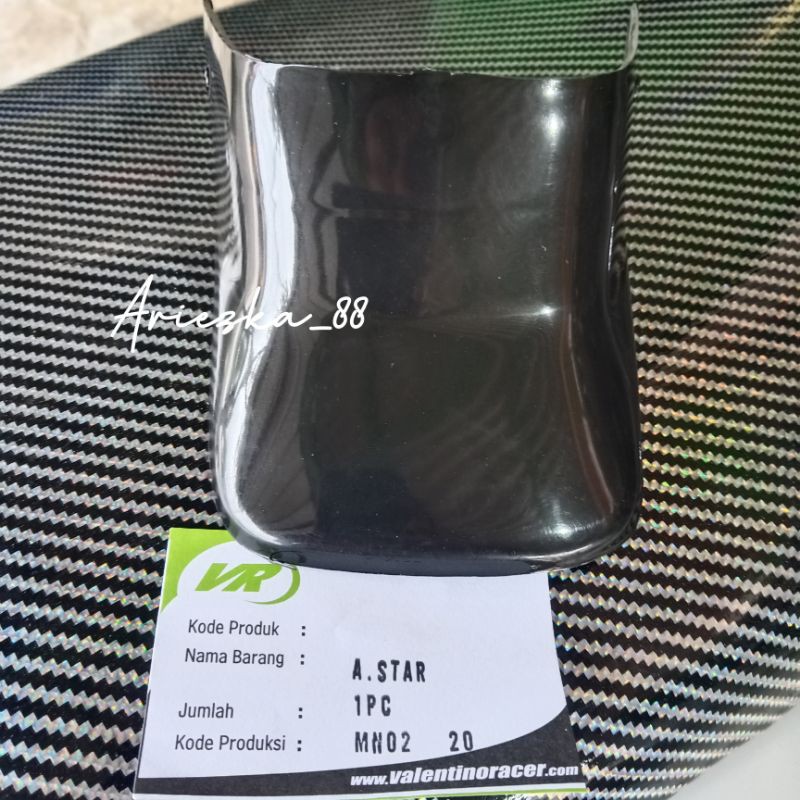 Ariezka_88
VR
Kode Produk :
Nama Barang : A.STAR
Jumlah : 1PC
Kode Produksi : MN02 20
www.valentinoracer.com